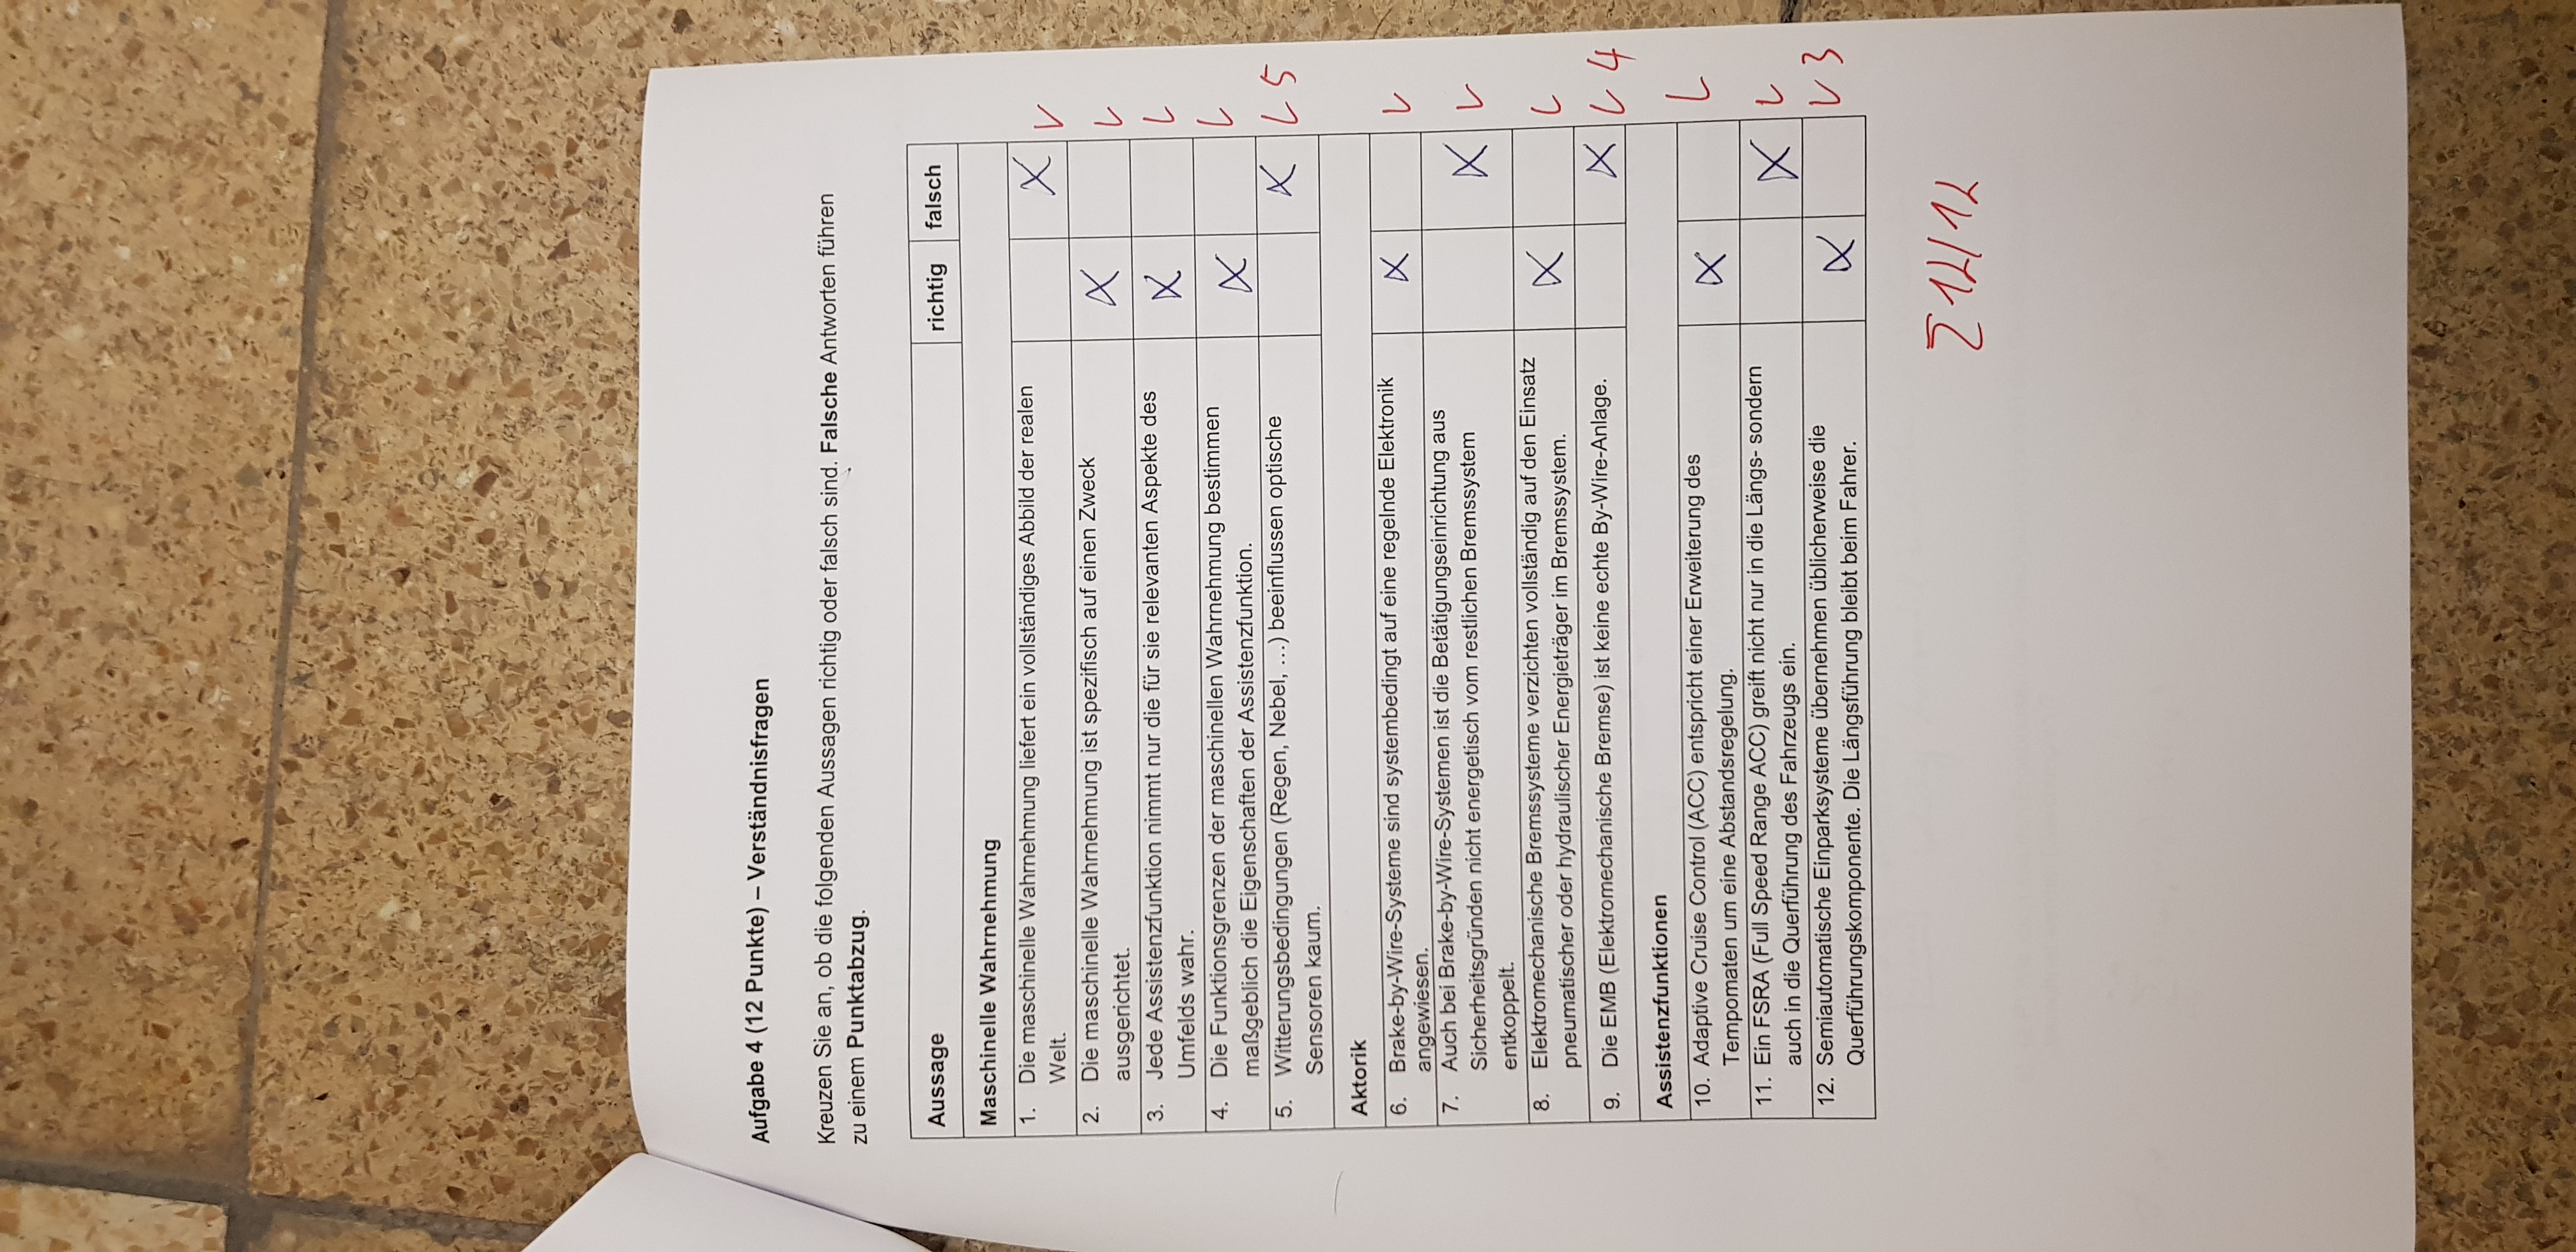 Aufgabe 4 (12 Punkte) – Verständnisfragen
Kreuzen Sie an, ob die folgenden Aussagen richtig oder falsch sind. Falsche Antworten führen
zu einem Punktabzug.
Aussage richtig falsch
Maschinelle Wahrnehmung
1. Die maschinelle Wahrnehmung liefert ein vollständiges Abbild der realen
Welt.
2. Die maschinelle Wahrnehmung ist spezifisch auf einen Zweck
ausgerichtet.
3. Jede Assistenzfunktion nimmt nur die für sie relevanten Aspekte des
Umfelds wahr.
4. Die Funktionsgrenzen der maschinellen Wahrnehmung bestimmen
maßgeblich die Eigenschaften der Assistenzfunktion.
5. Witterungsbedingungen (Regen, Nebel, ...) beeinflussen optische
Sensoren kaum.
5
Aktorik
6. Brake-by-Wire-Systeme sind systembedingt auf eine regelnde Elektronik
angewiesen.
7. Auch bei Brake-by-Wire-Systemen ist die Betätigungseinrichtung aus
Sicherheitsgründen nicht energetisch vom restlichen Bremssystem
entkoppelt.
8. Elektromechanische Bremssysteme verzichten vollständig auf den Einsatz
pneumatischer oder hydraulischer Energieträger im Bremssystem.
9. Die EMB (Elektromechanische Bremse) ist keine echte By-Wire-Anlage.
4
Assistenzfunktionen
10. Adaptive Cruise Control (ACC) entspricht einer Erweiterung des
Tempomaten um eine Abstandsregelung.
11. Ein FSRA (Full Speed Range ACC) greift nicht nur in die Längs- sondern
auch in die Querführung des Fahrzeugs ein.
12. Semiautomatische Einparksysteme übernehmen üblicherweise die
Querführungskomponente. Die Längsführung bleibt beim Fahrer.
3
Σ 12/12